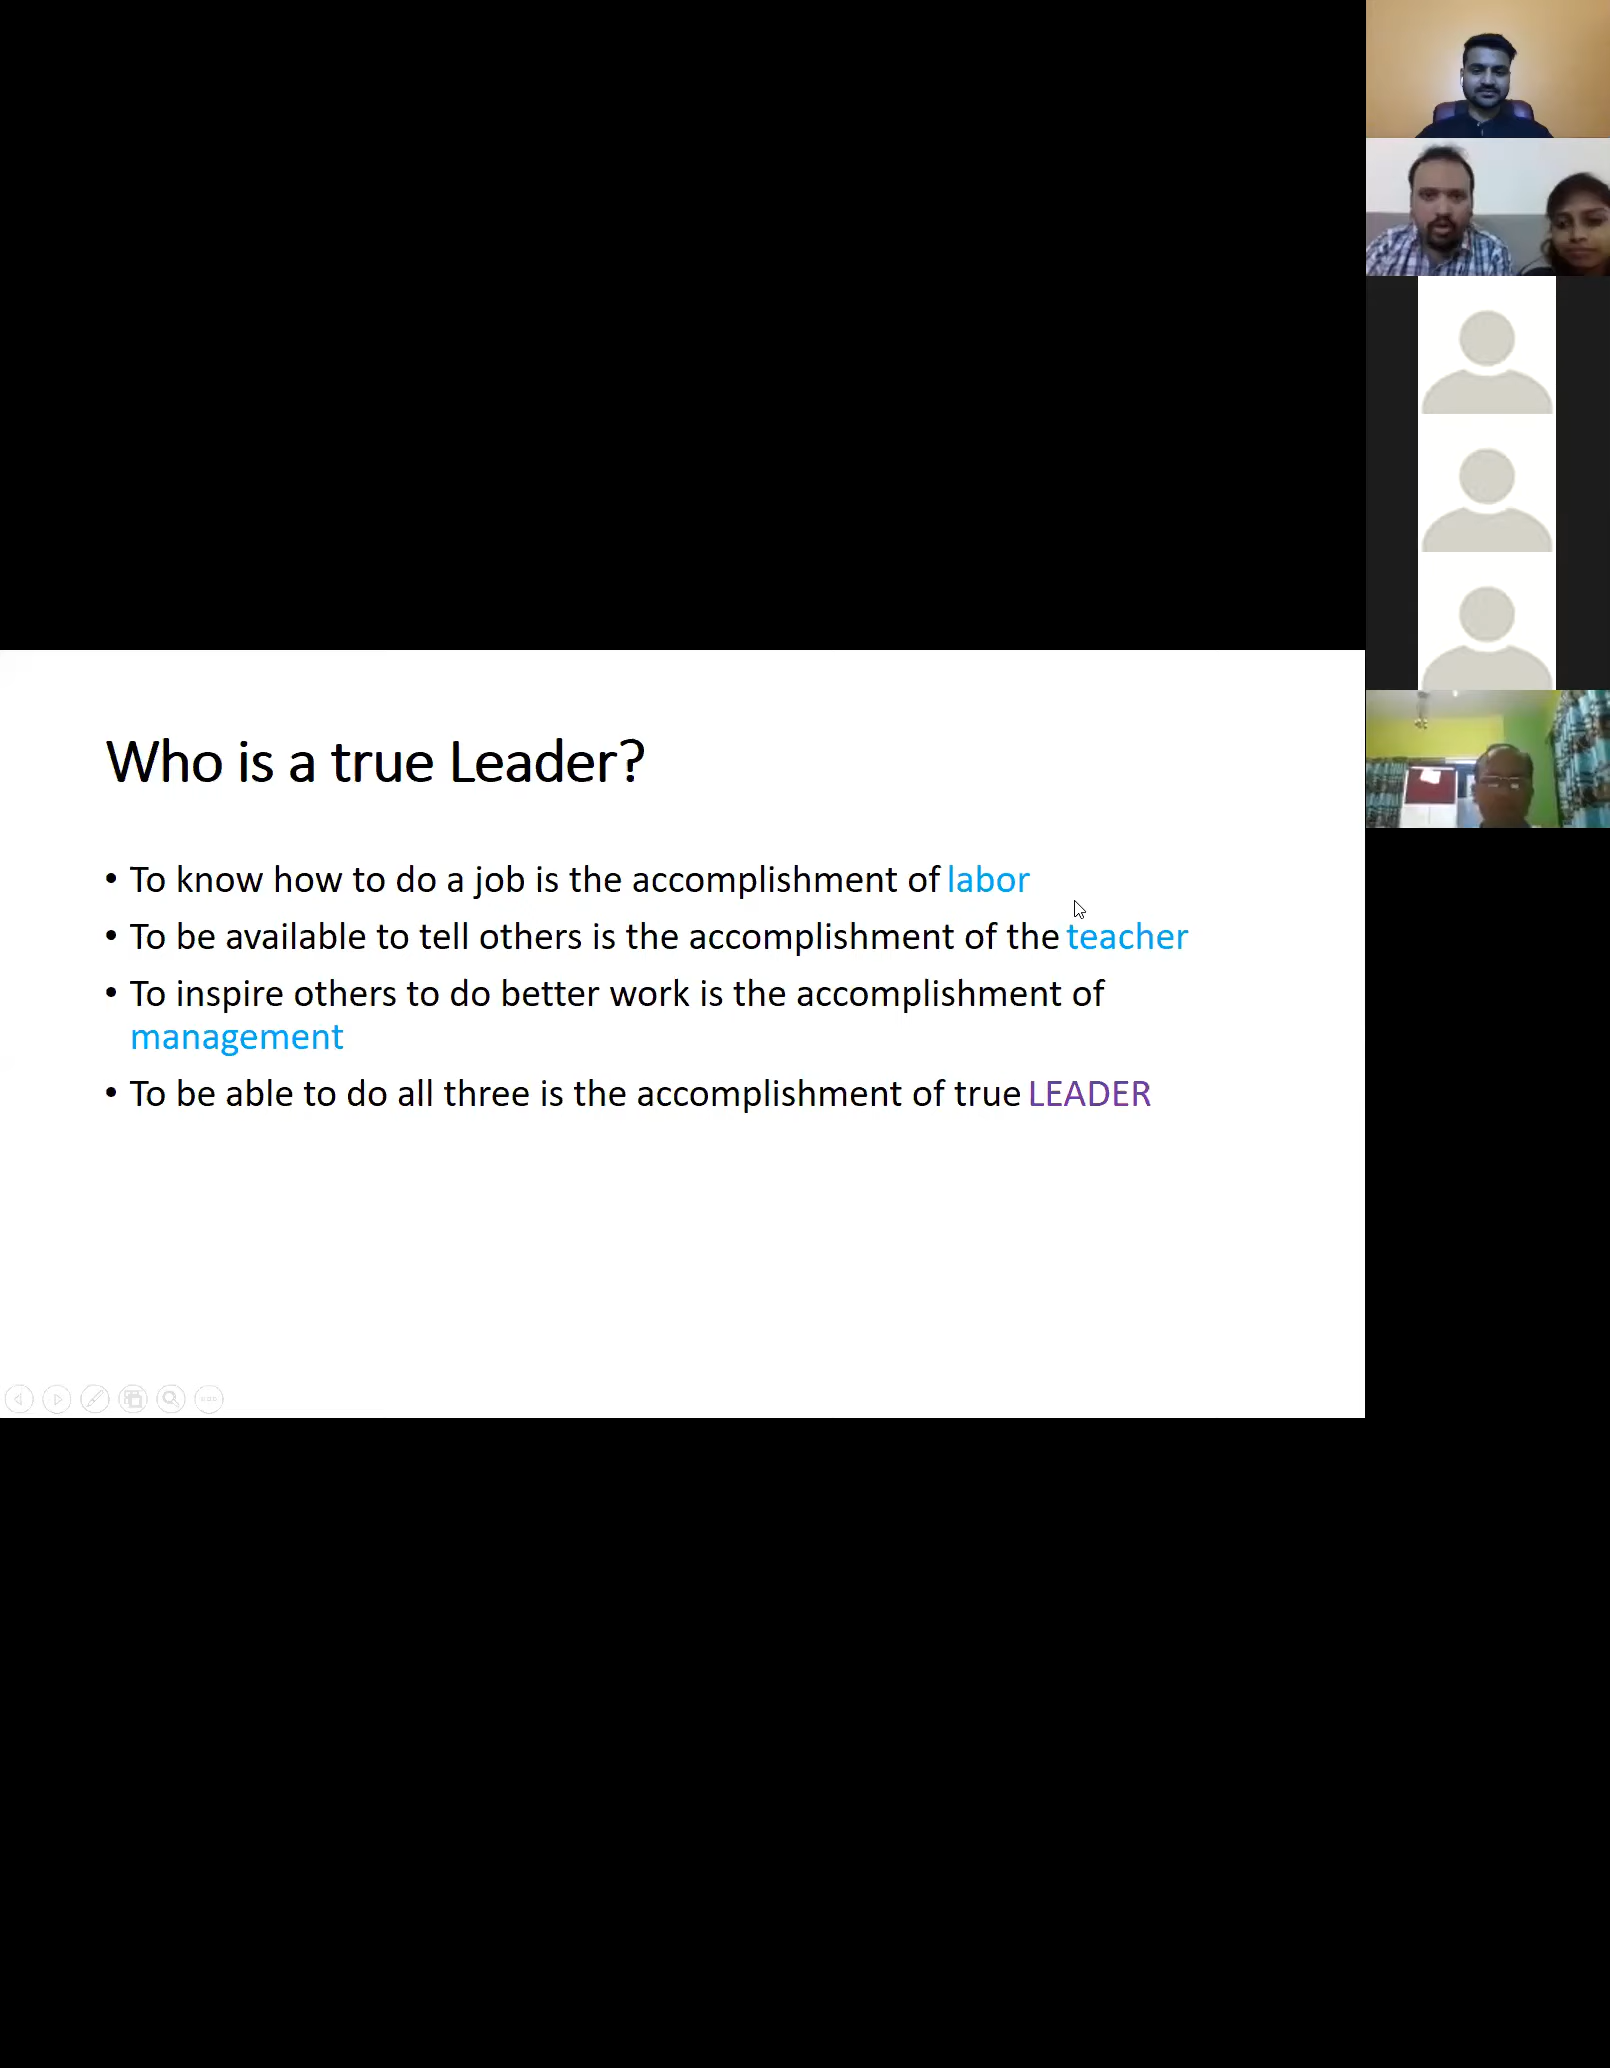 Who is a true Leader?
• To know how to do a job is the accomplishment of labor
• To be available to tell others is the accomplishment of the teacher
• To inspire others to do better work is the accomplishment of
management
• To be able to do all three is the accomplishment of true LEADER